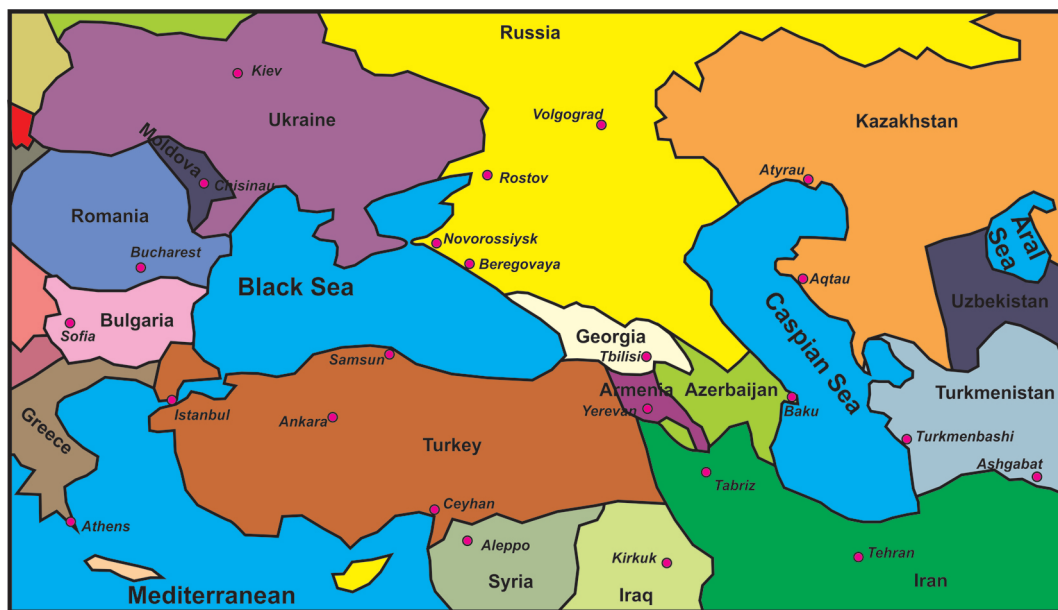 Russia
Kiev
Ukraine
Volgograd
Kazakhstan
Moldova
Chisinau
Rostov
Atyrau
Romania
Aral
Sea
Bucharest
Novorossiysk
Beregovaya
Black Sea
Aqtau
Uzbekistan
Bulgaria
Sofia
Caspian Sea
Georgia
Tbilisi
Samsun
Armenia
Azerbaijan
Turkmenistan
Greece
Istanbul
Ankara
Yerevan
Baku
Turkey
Turkmenbashi
Ashgabat
Tabriz
Ceyhan
Athens
Aleppo
Kirkuk
Tehran
Syria
Iran
Mediterranean
Iraq